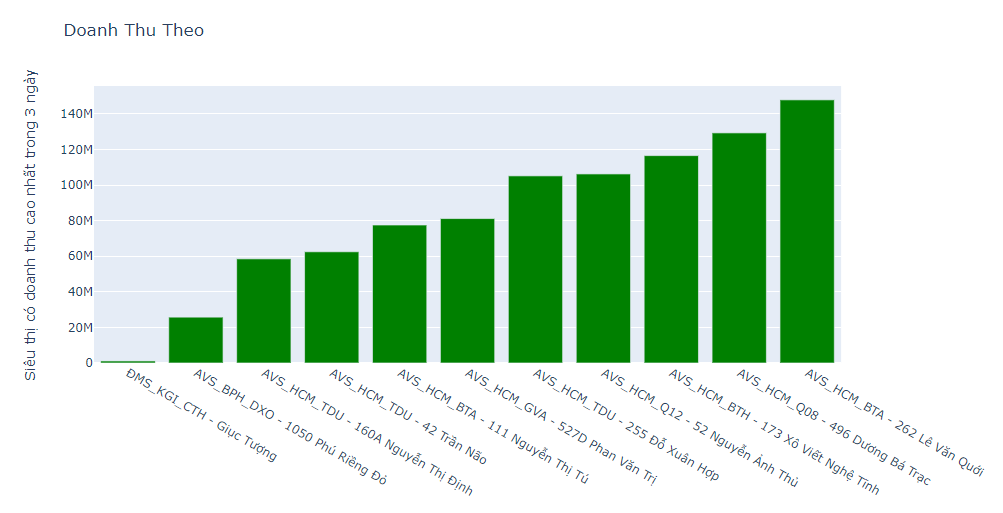 Doanh Thu Theo
Siêu thị có doanh thu cao nhất trong 3 ngày
140M
120M
100M
80M
60M
40M
20M
0
ĐMS_KGI_CTH - Giục Tượng
AVS_BPH_DXO - 1050 Phú Riềng Đỏ
AVS_HCM_TDU - 160A Nguyễn Thị Định
AVS_HCM_TDU - 42 Trần Não
AVS_HCM_BTA - 111 Nguyễn Thị Tú
AVS_HCM_GVA - 527D Phan Văn Trị
AVS_HCM_TDU - 255 Đỗ Xuân Hợp
AVS_HCM_Q12 - 52 Nguyễn Ảnh Thủ
AVS_HCM_BTH - 173 Xô Viết Nghệ Tĩnh
AVS_HCM_Q08 - 496 Dương Bá Trạc
AVS_HCM_BTA - 262 Lê Văn Quới